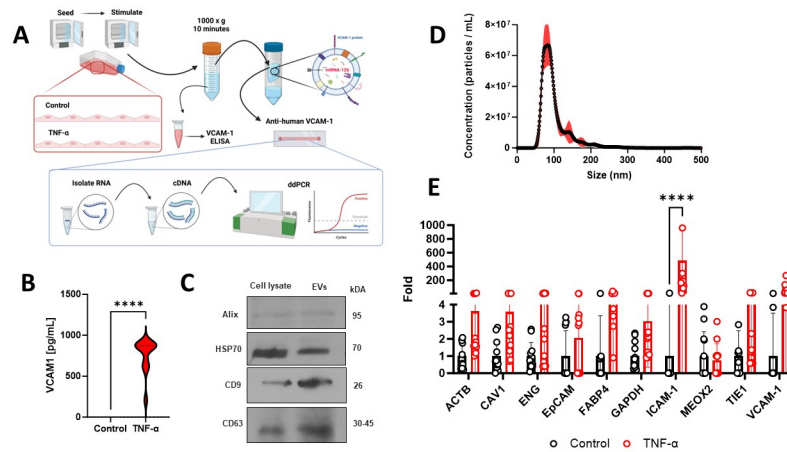 A
Seed
Stimulate
1000 x g
10 minutes
VCAM-1 protein
miRNA-126
Control
TNF-α
VCAM-1
ELISA
Anti-human VCAM-1
Isolate RNA
cDNA
ddPCR
Fluorescence
Positive
Threshold
Negative
Cycles
B
VCAM1 [pg/mL]
1500
1000
500
0
****
Control
TNF-α
C
Cell lysate
EVs
kDA
Alix
95
HSP70
70
CD9
26
CD63
30-45
D
Concentration (particles / mL)
8×10⁷
6×10⁷
4×10⁷
2×10⁷
0
0
100
200
300
400
500
Size (nm)
E
****
Fold
1000
800
600
400
200
4
3
2
1
0
ACTB
CAV1
ENG
EpCAM
FABP4
GAPDH
ICAM-1
MEOX2
TIE1
VCAM-1
Control
TNF-α